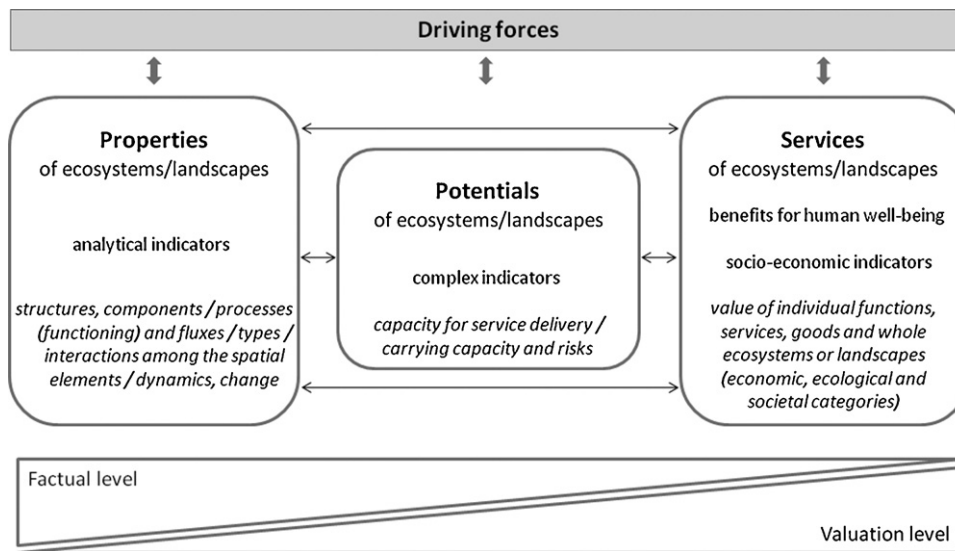 Driving forces
Properties
of ecosystems/landscapes
analytical indicators
structures, components / processes
(functioning) and fluxes / types /
interactions among the spatial
elements / dynamics, change
Potentials
of ecosystems/landscapes
complex indicators
capacity for service delivery /
carrying capacity and risks
Services
of ecosystems/landscapes
benefits for human well-being
socio-economic indicators
value of individual functions,
services, goods and whole
ecosystems or landscapes
(economic, ecological and
societal categories)
Factual level
Valuation level